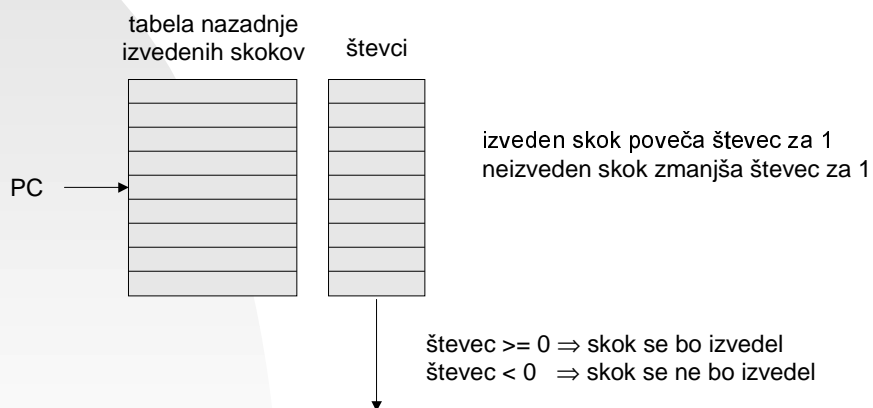 tabela nazadnje
izvedenih skokov
števci
izveden skok poveča števec za 1
neizveden skok zmanjša števec za 1
PC
števec >= 0 ⇒ skok se bo izvedel
števec < 0 ⇒ skok se ne bo izvedel